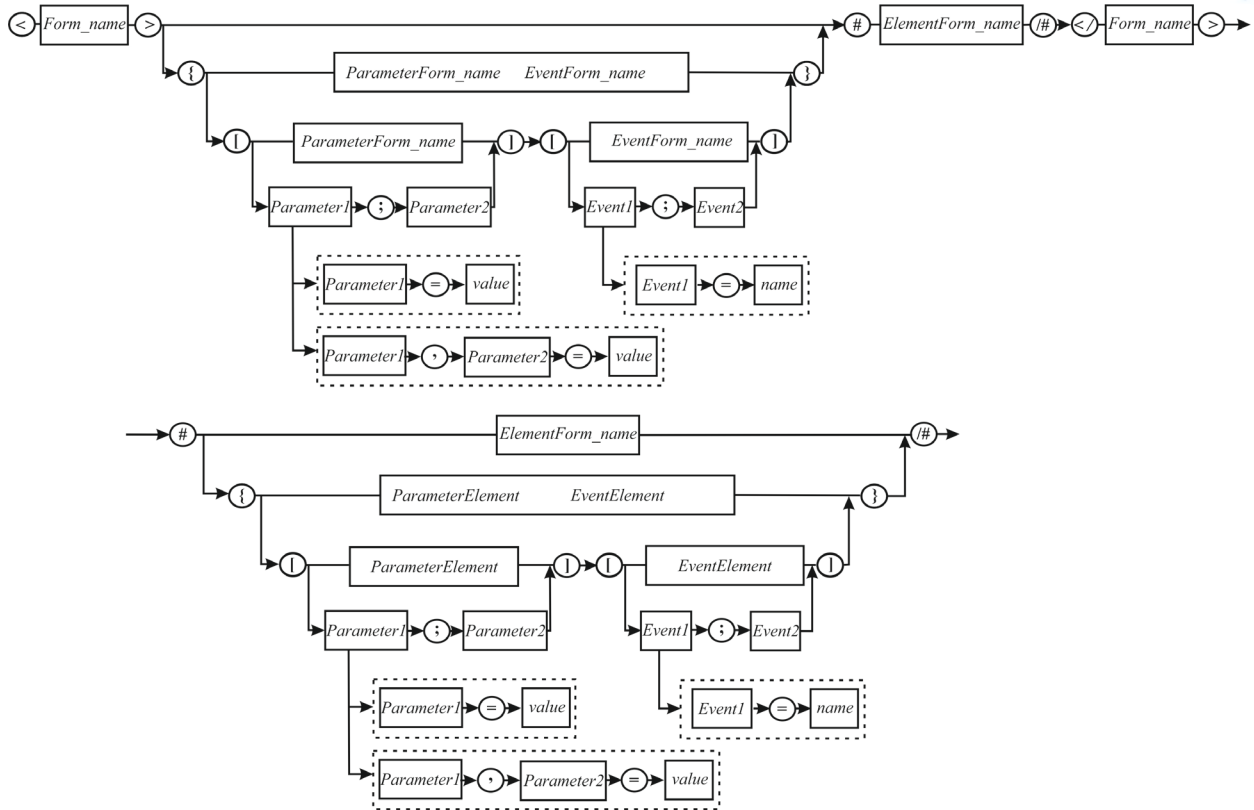 < Form_name > # ElementForm_name /# </ Form_name >
{ ParameterForm_name EventForm_name }
[ ParameterForm_name ] [ EventForm_name ]
Parameter1 ; Parameter2 Event1 ; Event2
Parameter1 = value Event1 = name
Parameter1 , Parameter2 = value
# ElementForm_name /#
{ ParameterElement EventElement }
[ ParameterElement ] [ EventElement ]
Parameter1 ; Parameter2 Event1 ; Event2
Parameter1 = value Event1 = name
Parameter1 , Parameter2 = value